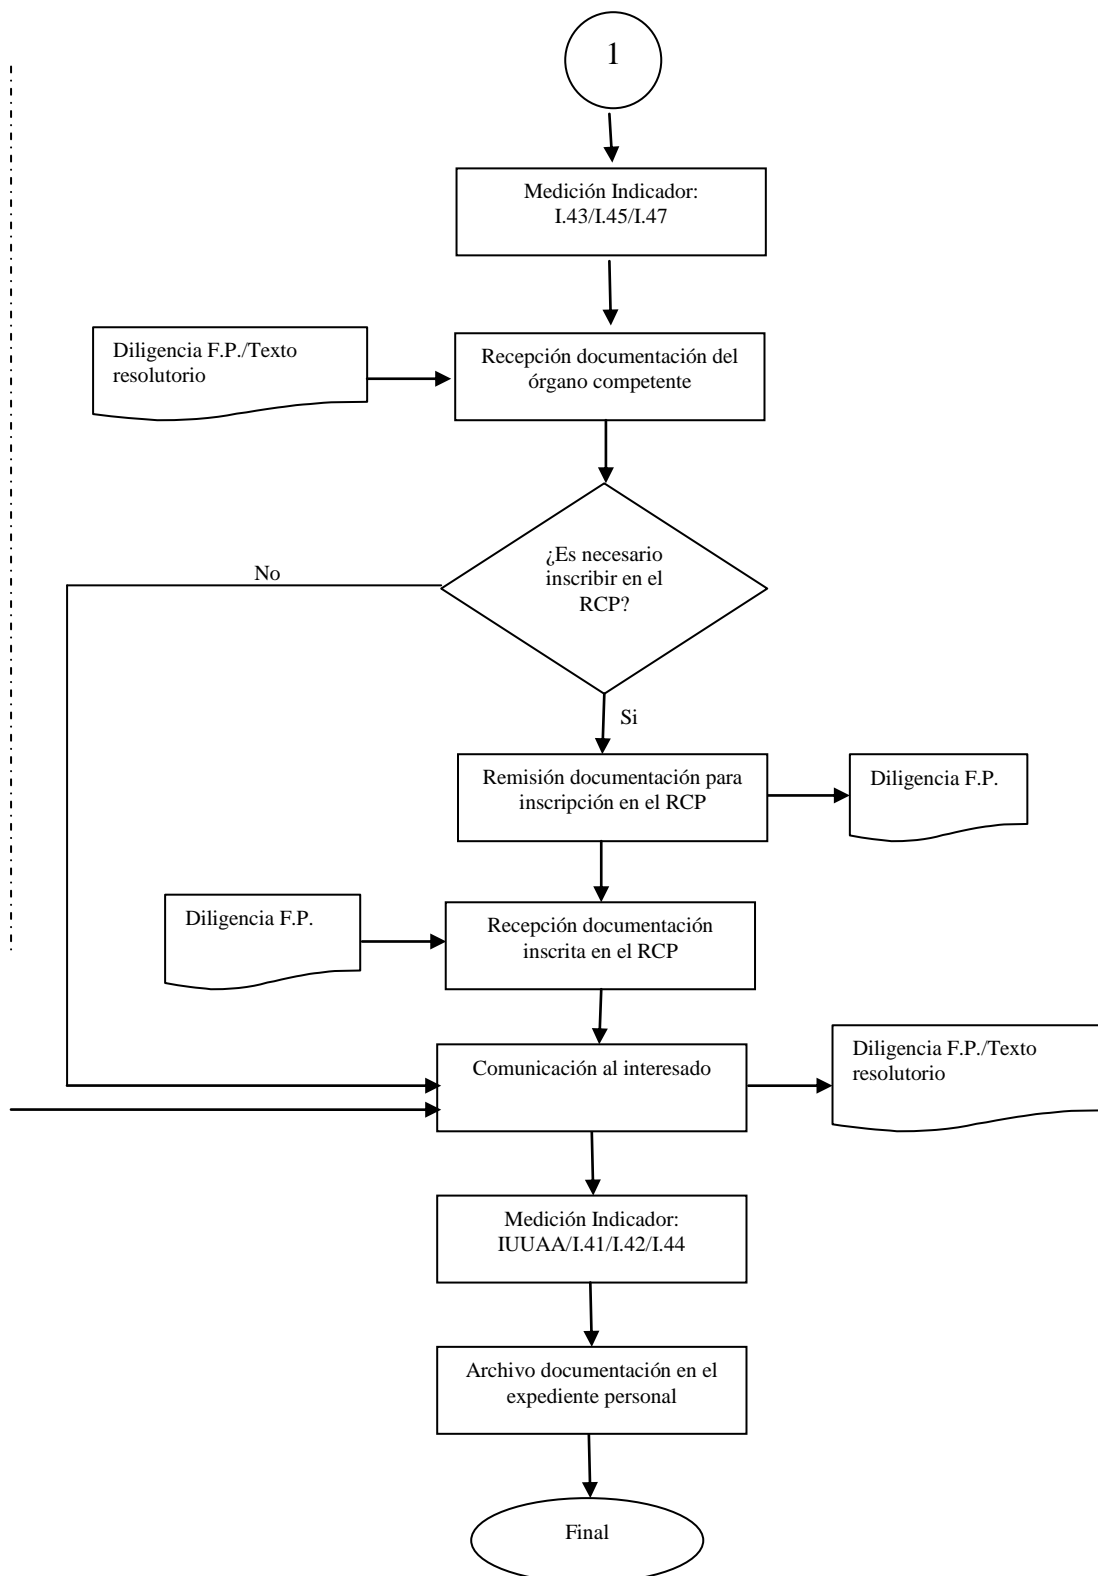 1
Medición Indicador:
I.43/I.45/I.47
Diligencia F.P./Texto
resolutorio
Recepción documentación del
órgano competente
¿Es necesario
inscribir en el
RCP?
No
Si
Remisión documentación para
inscripción en el RCP
Diligencia F.P.
Diligencia F.P.
Recepción documentación
inscrita en el RCP
Comunicación al interesado
Diligencia F.P./Texto
resolutorio
Medición Indicador:
IUUAA/I.41/I.42/I.44
Archivo documentación en el
expediente personal
Final